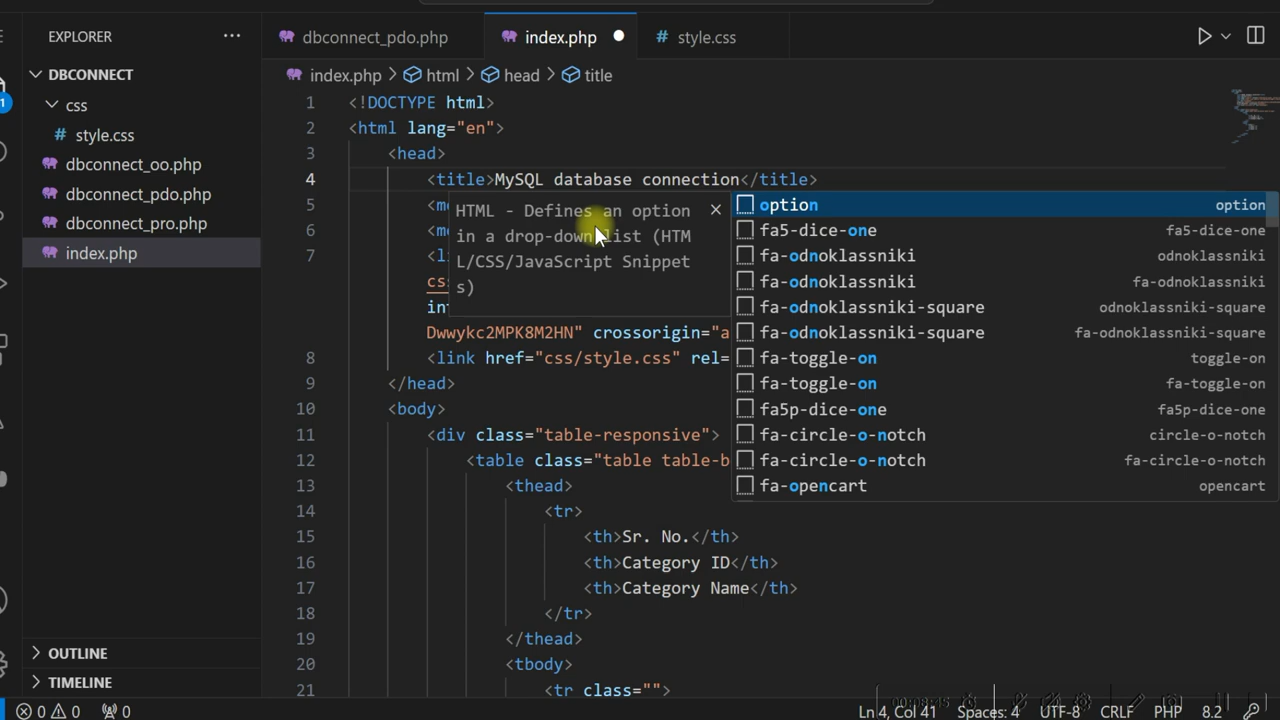 EXPLORER
DBCONNECT
css
# style.css
dbconnect_oo.php
dbconnect_pdo.php
dbconnect_pro.php
index.php
OUTLINE
TIMELINE
dbconnect_pdo.php
index.php
# style.css
index.php > html > head > title
1 <!DOCTYPE html>
2 <html lang="en">
3 <head>
4 <title>MySQL database connection</title>
5 <m
6 <m
7 <l
css
int
Dwwykc2MPK8M2HN" crossorigin="a
8 <link href="css/style.css" rel=
9 </head>
10 <body>
11 <div class="table-responsive">
12 <table class="table table-b
13 <thead>
14 <tr>
15 <th>Sr. No.</th>
16 <th>Category ID</th>
17 <th>Category Name</th>
18 </tr>
19 </thead>
20 <tbody>
21 <tr class="">
HTML - Defines an option
in a drop-down list (HTM
L/CSS/JavaScript Snippet
s)
option option
fa5-dice-one fa5-dice-one
fa-odnoklassniki odnoklassniki
fa-odnoklassniki fa-odnoklassniki
fa-odnoklassniki-square odnoklassniki-square
fa-odnoklassniki-square fa-odnoklassniki-square
fa-toggle-on toggle-on
fa-toggle-on fa-toggle-on
fa5p-dice-one fa5p-dice-one
fa-circle-o-notch circle-o-notch
fa-circle-o-notch fa-circle-o-notch
fa-opencart opencart
0 0 0 Ln 4, Col 41 Spaces: 4 UTF-8 CRLF PHP 8.2